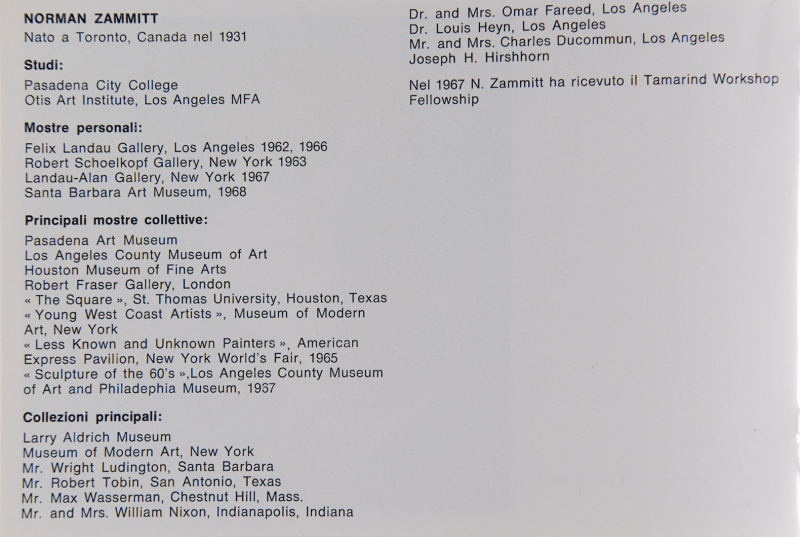 NORMAN ZAMMITT
Nato a Toronto, Canada nel 1931
Studi:
Pasadena City College
Otis Art Institute, Los Angeles MFA
Mostre personali:
Felix Landau Gallery, Los Angeles 1962, 1966
Robert Schoelkopf Gallery, New York 1963
Landau-Alan Gallery, New York 1967
Santa Barbara Art Museum, 1968
Principali mostre collettive:
Pasadena Art Museum
Los Angeles County Museum of Art
Houston Museum of Fine Arts
Robert Fraser Gallery, London
« The Square », St. Thomas University, Houston, Texas
« Young West Coast Artists », Museum of Modern
Art, New York
« Less Known and Unknown Painters », American
Express Pavilion, New York World's Fair, 1965
« Sculpture of the 60's »,Los Angeles County Museum
of Art and Philadephia Museum, 1967
Collezioni principali:
Larry Aldrich Museum
Museum of Modern Art, New York
Mr. Wright Ludington, Santa Barbara
Mr. Robert Tobin, San Antonio, Texas
Mr. Max Wasserman, Chestnut Hill, Mass.
Mr. and Mrs. William Nixon, Indianapolis, Indiana
Dr. and Mrs. Omar Fareed, Los Angeles
Dr. Louis Heyn, Los Angeles
Mr. and Mrs. Charles Ducommun, Los Angeles
Joseph H. Hirshhorn
Nel 1967 N. Zammitt ha ricevuto il Tamarind Workshop
Fellowship